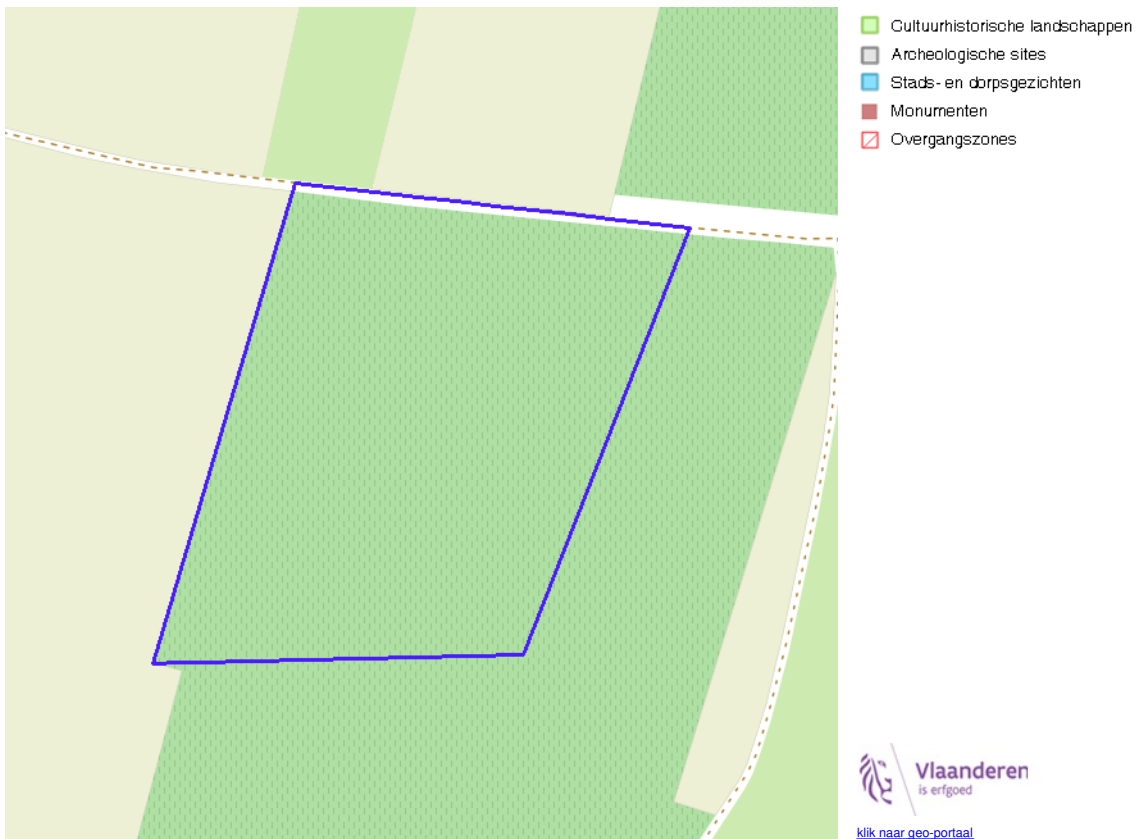 Cultuurhistorische landschappen
Archeologische sites
Stads- en dorpsgezichten
Monumenten
Overgangszones
Vlaanderen
is erfgoed
klik naar geo-portaal